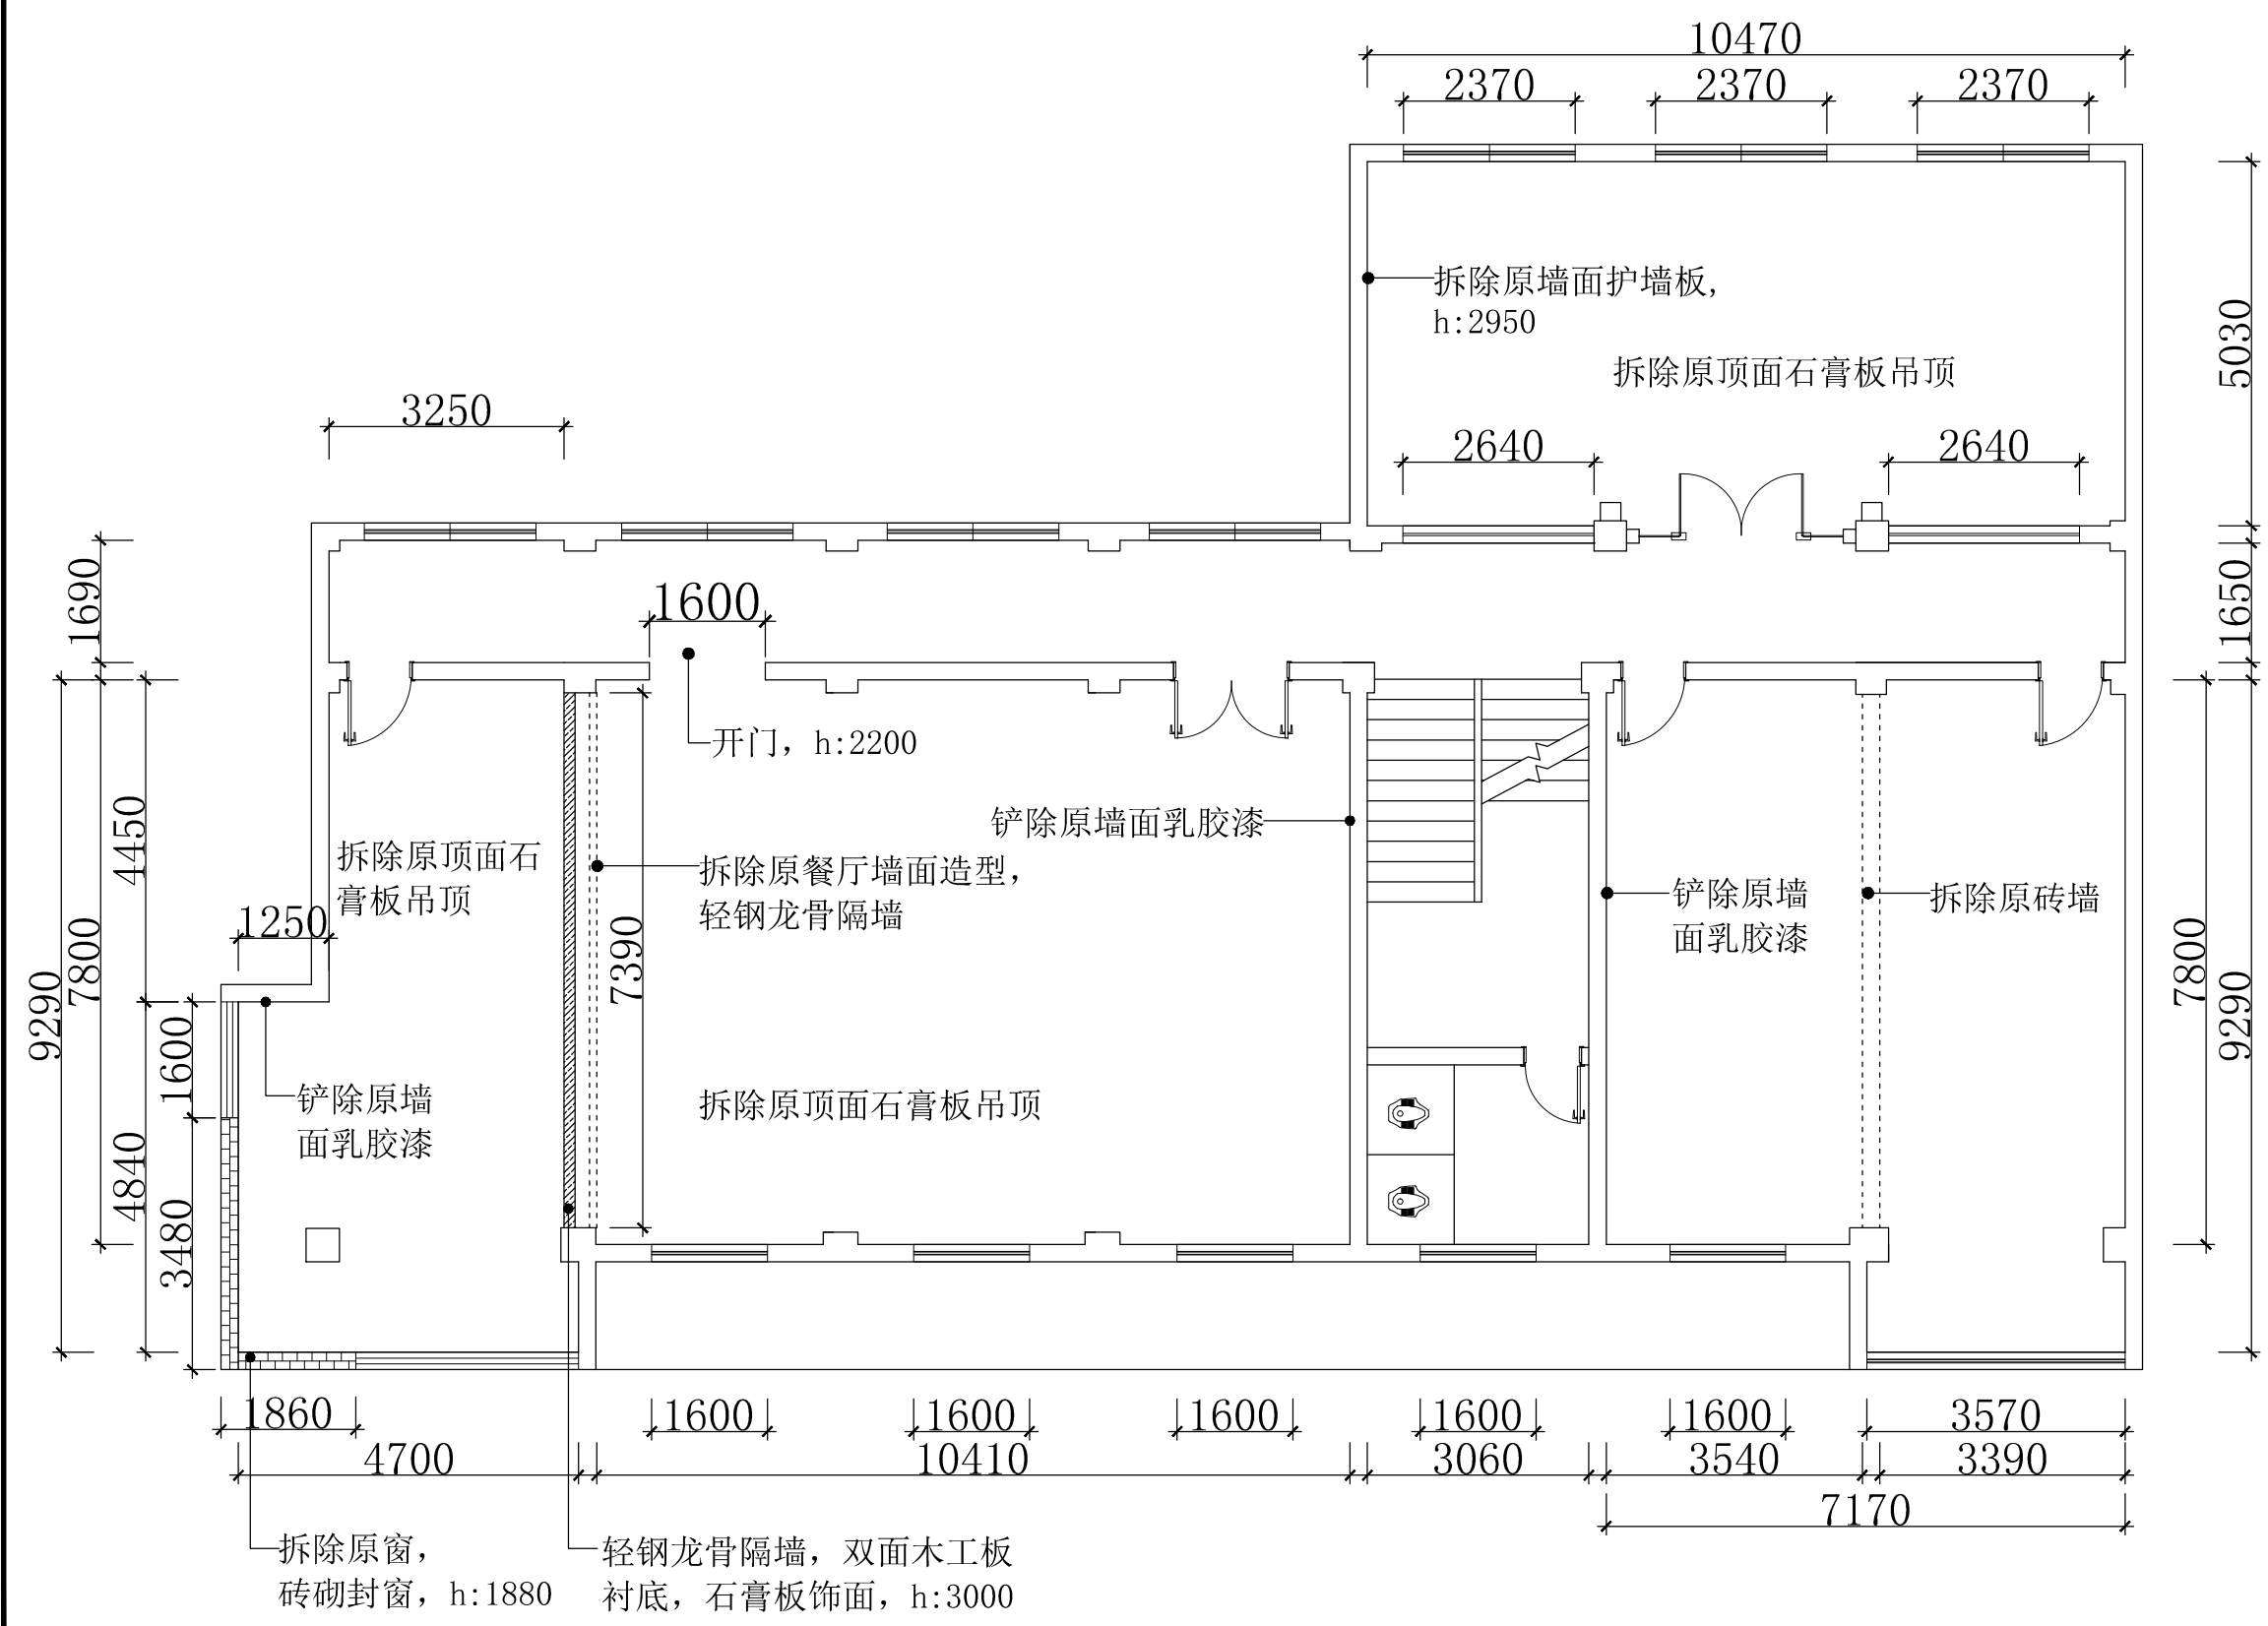 10470
2370
2370
2370
拆除原墙面护墙板,
h:2950
5030
拆除原顶面石膏板吊顶
3250
2640
2640
1690
1600
1650
开门，h:2200
铲除原墙面乳胶漆
4450
拆除原顶面石
膏板吊顶
拆除原餐厅墙面造型，
轻钢龙骨隔墙
铲除原墙
面乳胶漆
拆除原砖墙
1250
7390
7800
7800
9290
9290
1600
铲除原墙
面乳胶漆
拆除原顶面石膏板吊顶
4840
3480
1860
1600
1600
1600
1600
1600
3570
4700
10410
3060
3540
3390
7170
拆除原窗，
砖砌封窗，h:1880
轻钢龙骨隔墙，双面木工板
衬底，石膏板饰面，h:3000